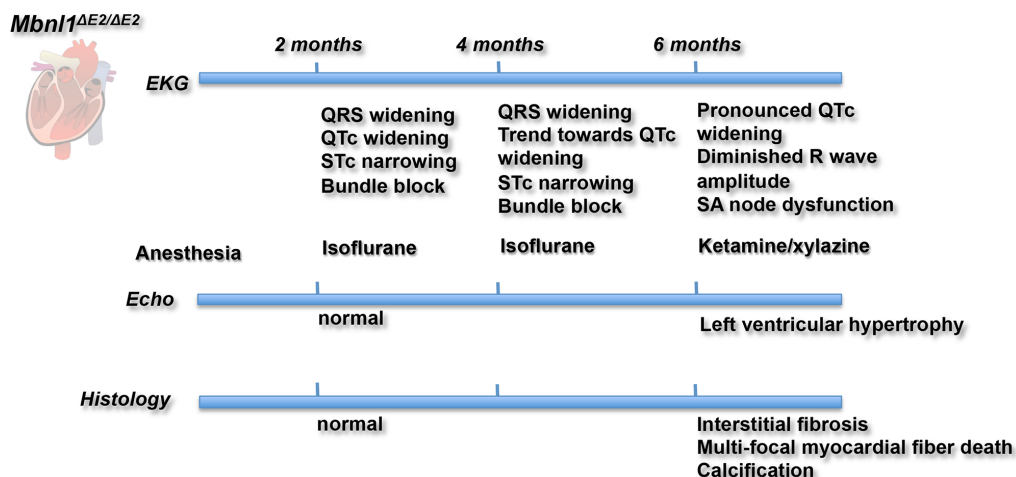 Mbnl1ΔE2/ΔE2
2 months 4 months 6 months
EKG
QRS widening
QTc widening
STc narrowing
Bundle block
QRS widening
Trend towards QTc
widening
STc narrowing
Bundle block
Pronounced QTc
widening
Diminished R wave
amplitude
SA node dysfunction
Anesthesia Isoflurane Isoflurane Ketamine/xylazine
Echo
normal
Left ventricular hypertrophy
Histology
normal
Interstitial fibrosis
Multi-focal myocardial fiber death
Calcification